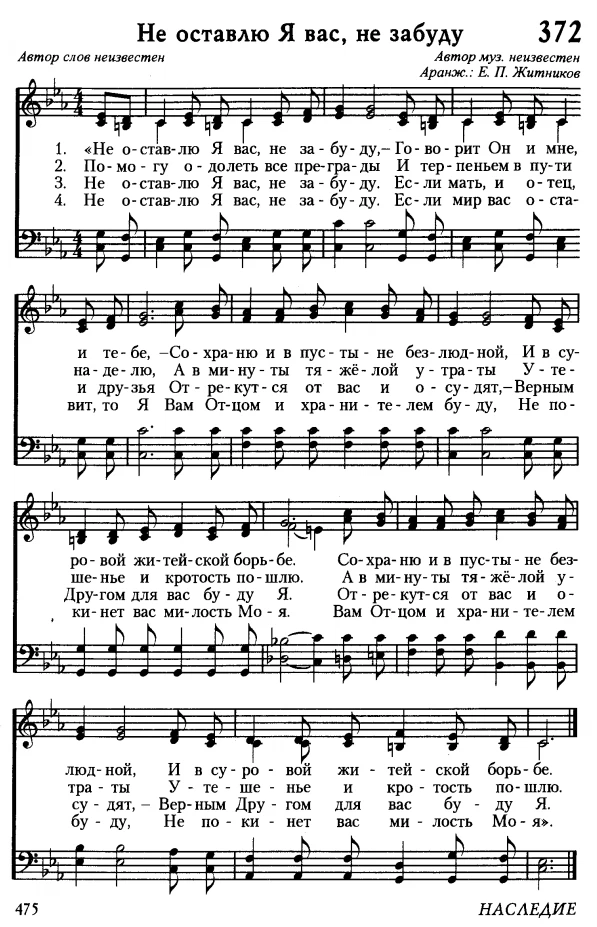 Не оставлю Я вас, не забуду 372
Автор слов неизвестен Автор муз. неизвестен
Аранж.: Е. П. Житников
1. «Не о-став-лю Я вас, не за-бу-ду,– Го-во-рит Он и мне,
2. По-мо-гу о-долеть все пре-грады И тер-пеньем в пу-ти
3. Не о-став-лю Я вас, не за-бу-ду. Ес-ли мать, и о-тец,
4. Не о-став-лю Я вас, не за-бу-ду. Ес-ли мир вас о-ста-
и те-бе, –Со-хра-ню и в пус-ты-не без-люд-ной, И в су-
на-де-лю, А в ми-ну-ты тя-жё-лой у-тра-ты У-те-
и дру-зья От-ре-кут-ся от вас и о-су-дят,–Верным
вит, то Я Вам От-цом и хра-ни-те-лем бу-ду, Не по-
ро-вой жи-тей-ской борь-бе. Со-хра-ню и в пус-ты-не без-
ше-нье и кротость по-шлю. А в ми-ну-ты тя-жё-лой у-
Дру-гом для вас бу-ду Я. От-ре-кут-ся от вас и о-
ки-нет вас ми-лость Мо-я. Вам От-цом и хра-ни-телем
люд-ной, И в су-ро-вой жи-тей-ской борь-бе.
тра-ты У-те-ше-нье и кро-тость по-шлю.
су-дят, – Вер-ным Дру-гом для вас бу-ду Я.
бу-ду, Не по-ки-нет вас ми-лость Мо-я».
475 НАСЛЕДИЕ